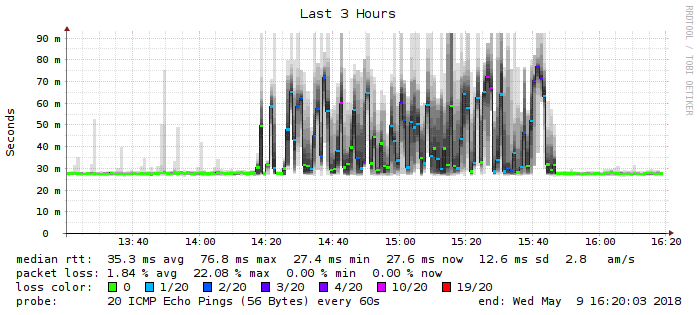 Last 3 Hours
RRDTOOL / TOBI OETIKER
Seconds
90 m
80 m
70 m
60 m
50 m
40 m
30 m
20 m
10 m
0
13:40 14:00 14:20 14:40 15:00 15:20 15:40 16:00 16:20
median rtt: 35.3 ms avg 76.8 ms max 27.4 ms min 27.6 ms now 12.6 ms sd 2.8 am/s
packet loss: 1.84 % avg 22.08 % max 0.00 % min 0.00 % now
loss color: 0 1/20 2/20 3/20 4/20 10/20 19/20
probe: 20 ICMP Echo Pings (56 Bytes) every 60s end: Wed May 9 16:20:03 2018